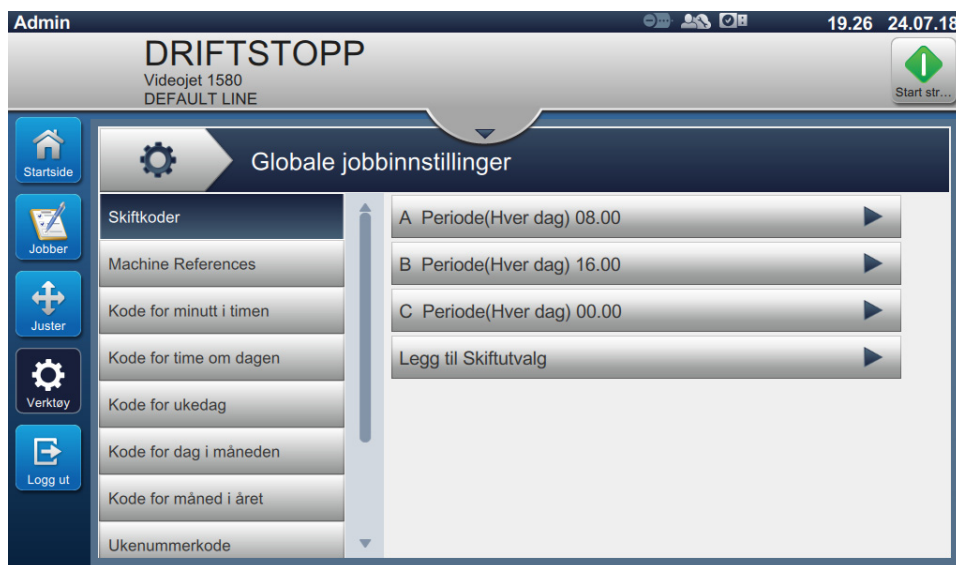 Admin
19.26 24.07.18
DRIFTSTOPP
Videojet 1580
DEFAULT LINE
Start str...
Globale jobbinnstillinger
Startside
Jobber
Juster
Verktøy
Logg ut
Skiftkoder
Machine References
Kode for minutt i timen
Kode for time om dagen
Kode for ukedag
Kode for dag i måneden
Kode for måned i året
Ukenummerkode
A Periode(Hver dag) 08.00
B Periode(Hver dag) 16.00
C Periode(Hver dag) 00.00
Legg til Skiftutvalg